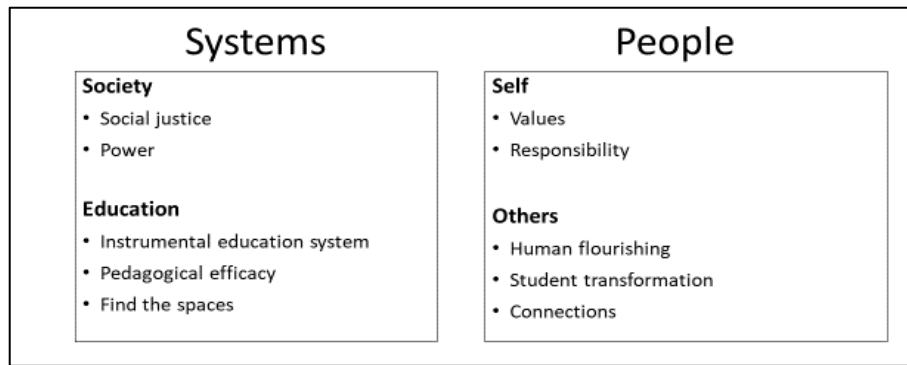 Systems
Society
• Social justice
• Power
Education
• Instrumental education system
• Pedagogical efficacy
• Find the spaces
People
Self
• Values
• Responsibility
Others
• Human flourishing
• Student transformation
• Connections